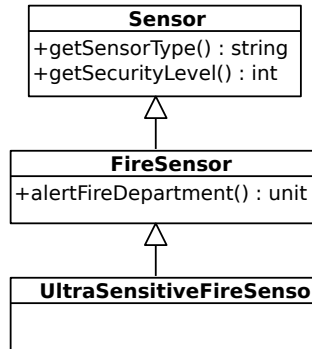 Sensor
+getSensorType() : string
+getSecurityLevel() : int
FireSensor
+alertFireDepartment() : unit
UltraSensitiveFireSenso